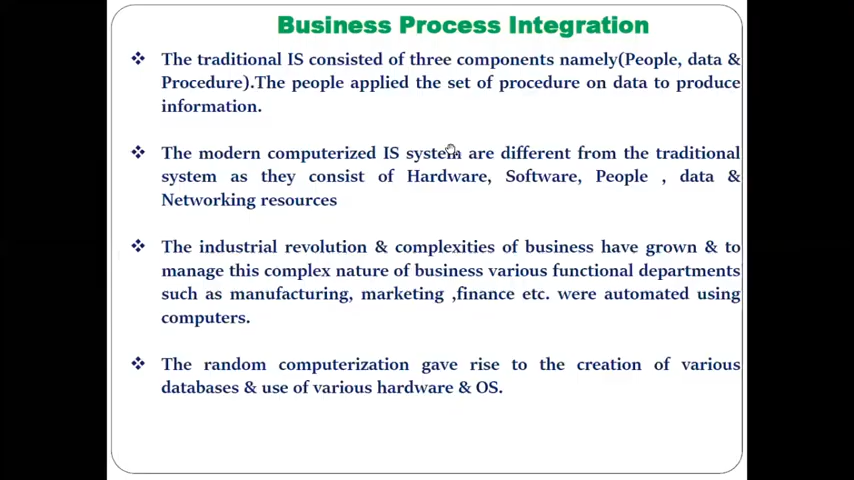 Business Process Integration
❖ The traditional IS consisted of three components namely(People, data &
Procedure).The people applied the set of procedure on data to produce
information.
❖ The modern computerized IS system are different from the traditional
system as they consist of Hardware, Software, People , data &
Networking resources
❖ The industrial revolution & complexities of business have grown & to
manage this complex nature of business various functional departments
such as manufacturing, marketing ,finance etc. were automated using
computers.
❖ The random computerization gave rise to the creation of various
databases & use of various hardware & OS.